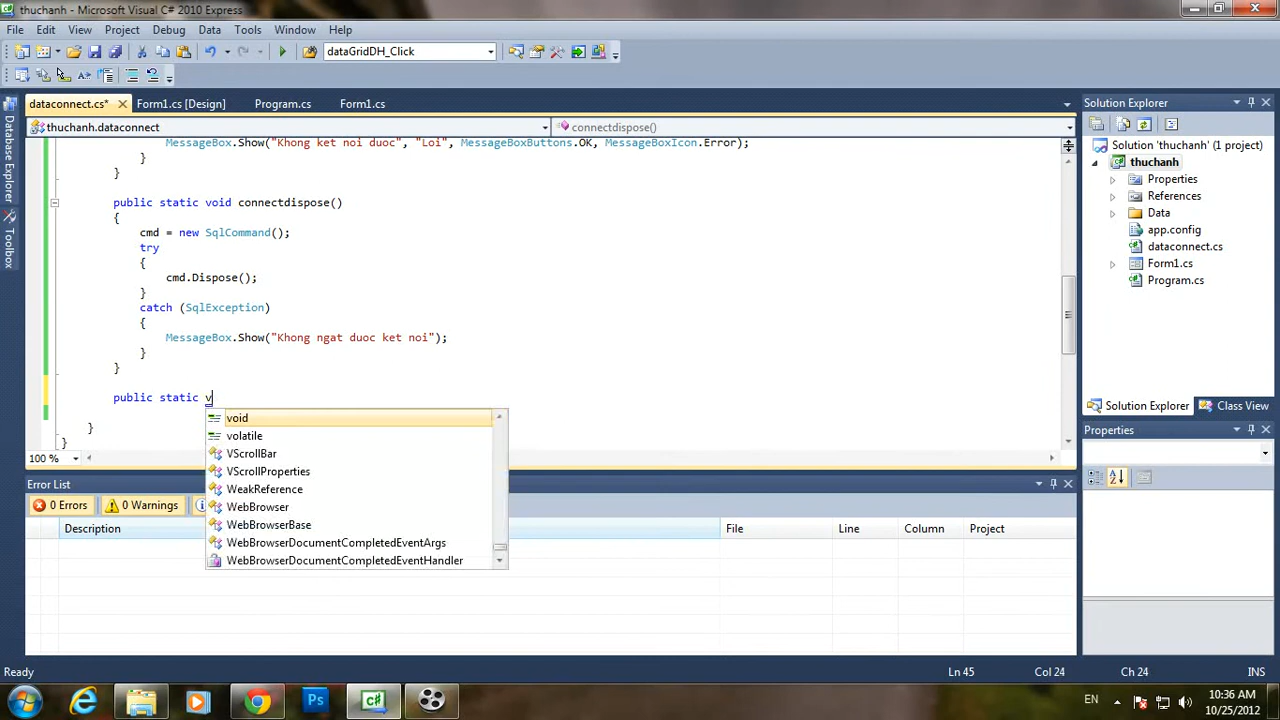 thuchanh - Microsoft Visual C# 2010 Express
File Edit View Project Debug Data Tools Window Help
dataGridDH_Click
dataconnect.cs* Form1.cs [Design] Program.cs Form1.cs
thuchanh.dataconnect connectdispose()
MessageBox.Show("Khong ket noi duoc", "Loi", MessageBoxButtons.OK, MessageBoxIcon.Error);
}
}
public static void connectdispose()
{
cmd = new SqlCommand();
try
{
cmd.Dispose();
}
catch (SqlException)
{
MessageBox.Show("Khong ngat duoc ket noi");
}
}
public static v
void
volatile
VScrollBar
VScrollProperties
WeakReference
WebBrowser
WebBrowserBase
WebBrowserDocumentCompletedEventArgs
WebBrowserDocumentCompletedEventHandler
}
}
100 %
Database Explorer
Toolbox
Error List
0 Errors 0 Warnings
Description File Line Column Project
Solution Explorer
Solution 'thuchanh' (1 project)
thuchanh
Properties
References
Data
app.config
dataconnect.cs
Form1.cs
Program.cs
Solution Explorer Class View
Properties
Ready Ln 45 Col 24 Ch 24 INS
Ps C# EN 10:36 AM
10/25/2012